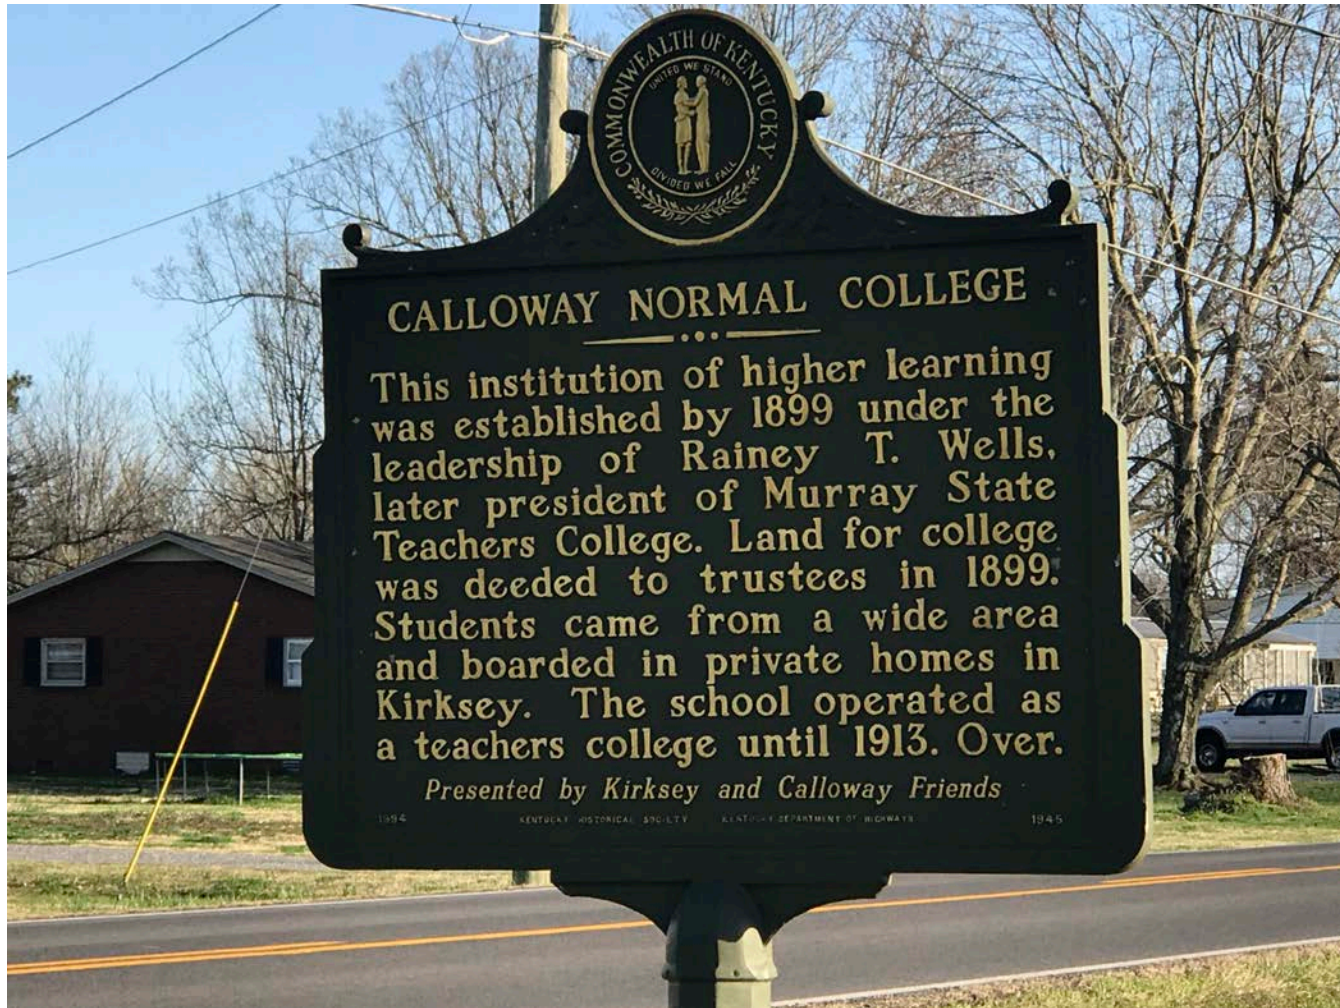 COMMONWEALTH OF KENTUCKY
UNITED WE STAND
DIVIDED WE FALL
CALLOWAY NORMAL COLLEGE
This institution of higher learning
was established by 1899 under the
leadership of Rainey T. Wells,
later president of Murray State
Teachers College. Land for college
was deeded to trustees in 1899.
Students came from a wide area
and boarded in private homes in
Kirksey. The school operated as
a teachers college until 1913. Over.
Presented by Kirksey and Calloway Friends
1994 KENTUCKY HISTORICAL SOCIETY KENTUCKY DEPARTMENT OF HIGHWAYS 1945